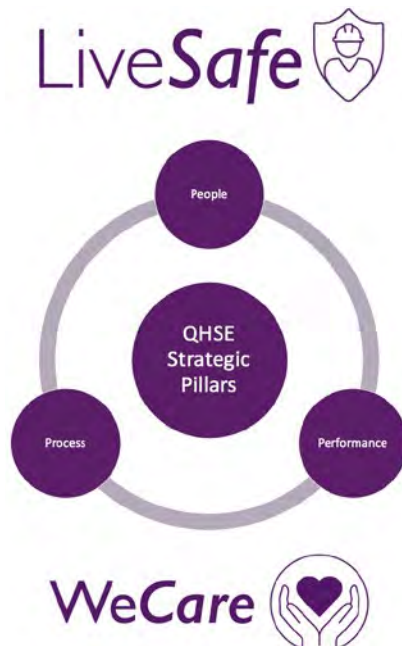 LiveSafe
People
QHSE
Strategic
Pillars
Process
Performance
WeCare